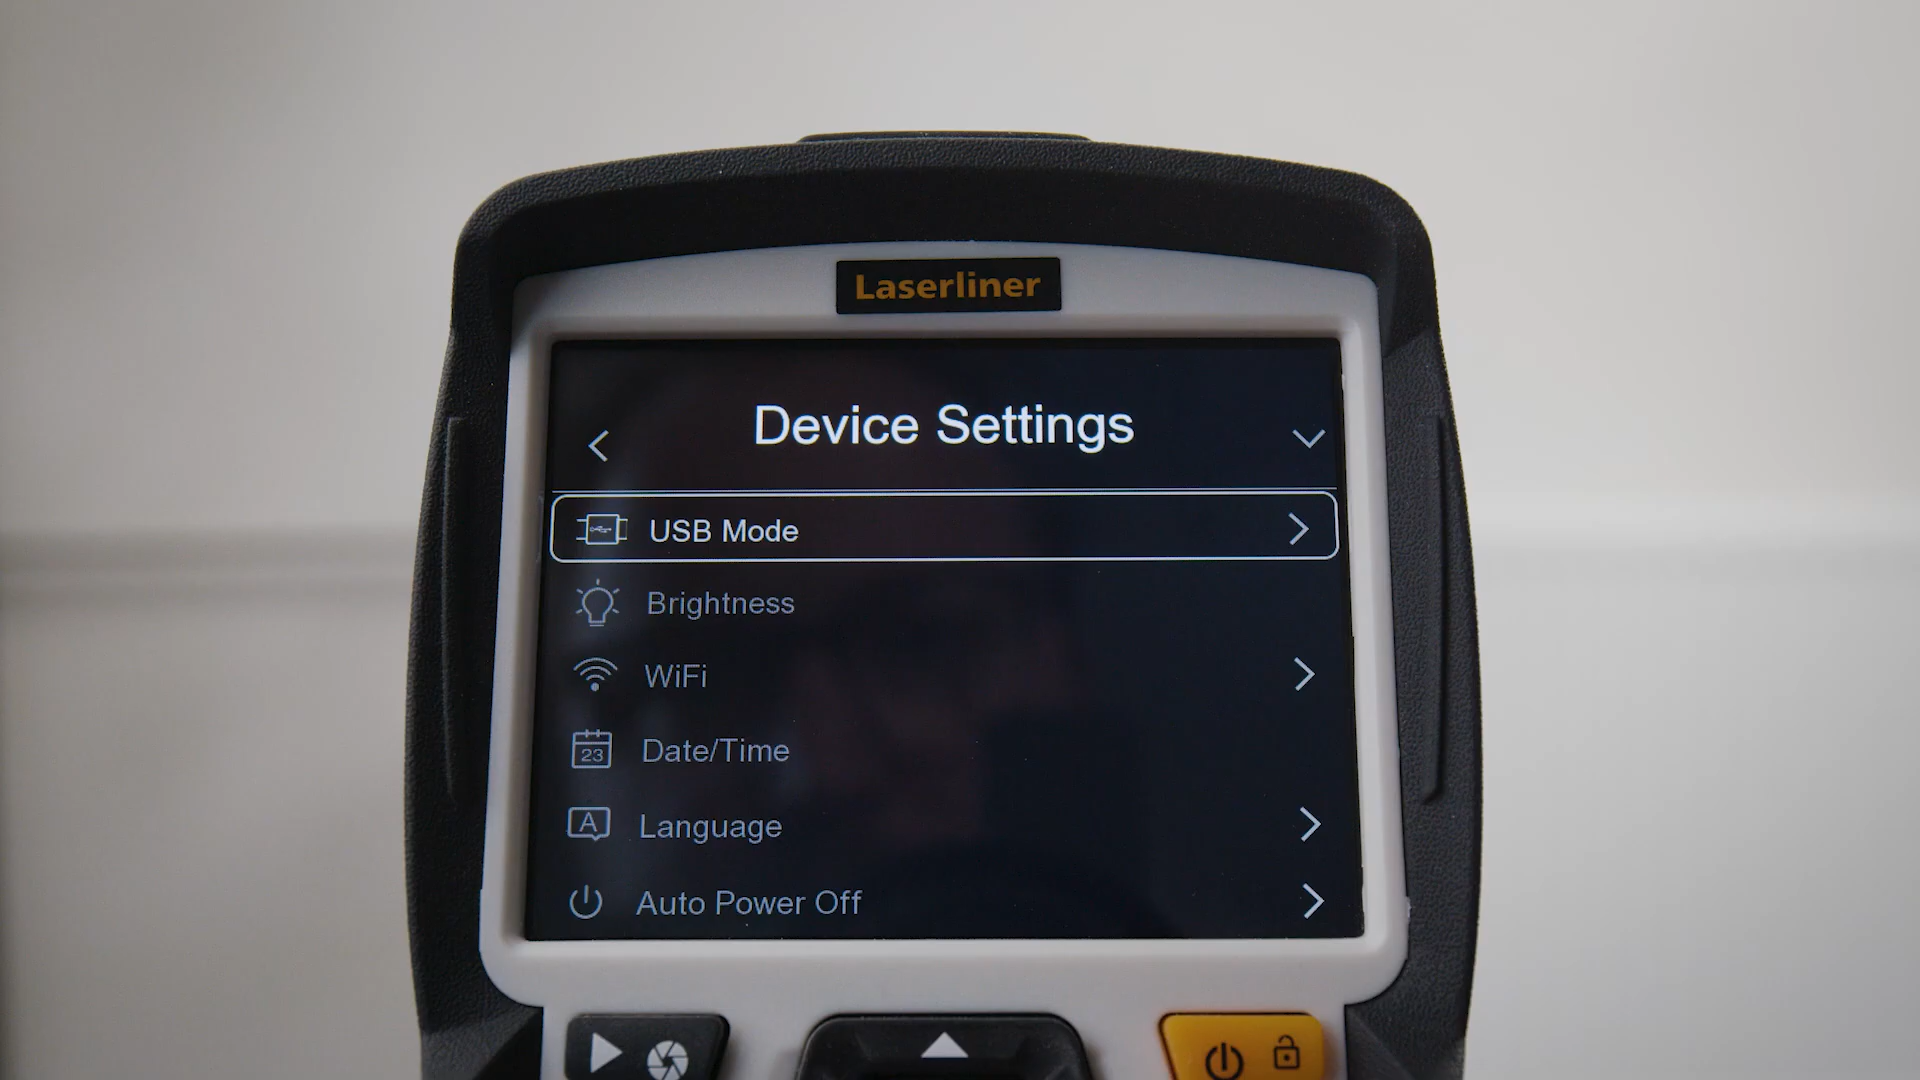 Laserliner
Device Settings
USB Mode
Brightness
WiFi
23 Date/Time
A Language
Auto Power Off